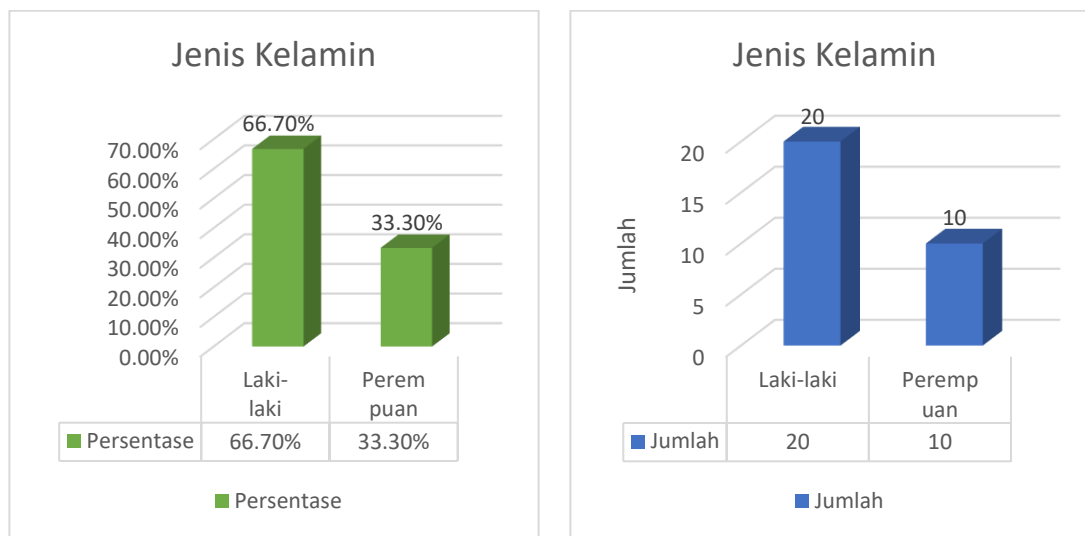 Jenis Kelamin
66.70%
33.30%
70.00%
60.00%
50.00%
40.00%
30.00%
20.00%
10.00%
0.00%
Laki-
laki
Perem
puan
Persentase 66.70% 33.30%
Persentase
Jenis Kelamin
20
10
Jumlah
20
15
10
5
0
Laki-laki
Peremp
uan
Jumlah 20 10
Jumlah